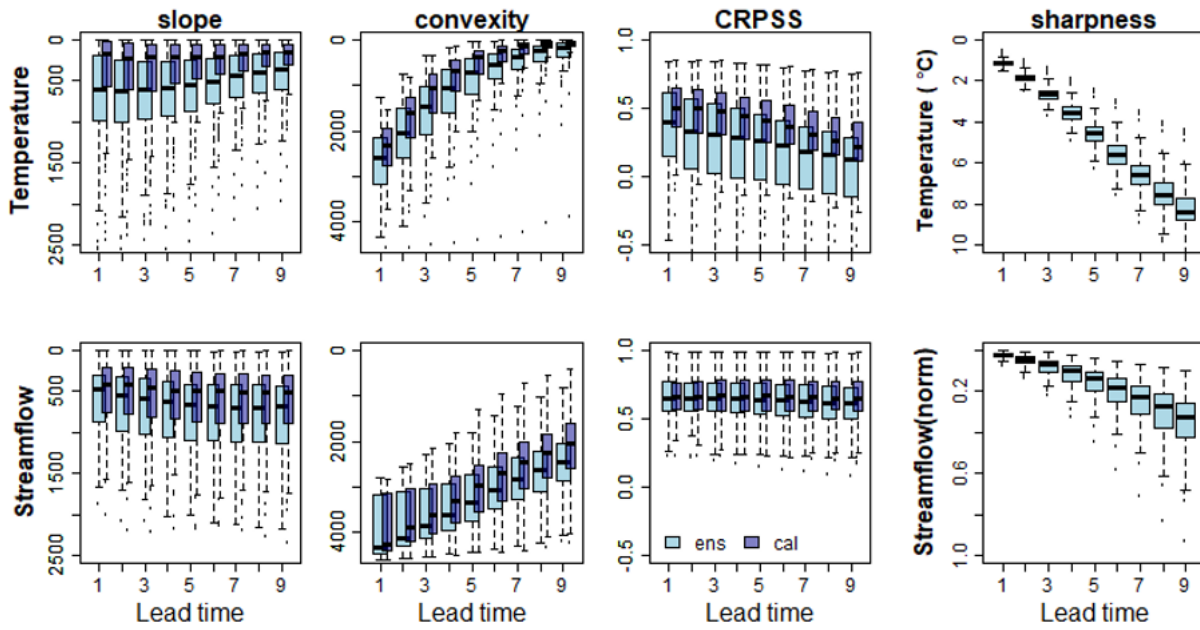 slope convexity CRPSS sharpness
Temperature
0
500
1500
2500
1 3 5 7 9
0
2000
4000
1 3 5 7 9
1.0
0.5
0.0
-0.5
1 3 5 7 9
Temperature ( °C)
0
2
4
6
8
10
1 3 5 7 9
Streamflow
0
500
1500
2500
1 3 5 7 9
Lead time
0
2000
4000
1 3 5 7 9
Lead time
1.0
0.5
0.0
-0.5
ens cal
1 3 5 7 9
Lead time
Streamflow(norm)
0.2
0.6
1.0
1 3 5 7 9
Lead time